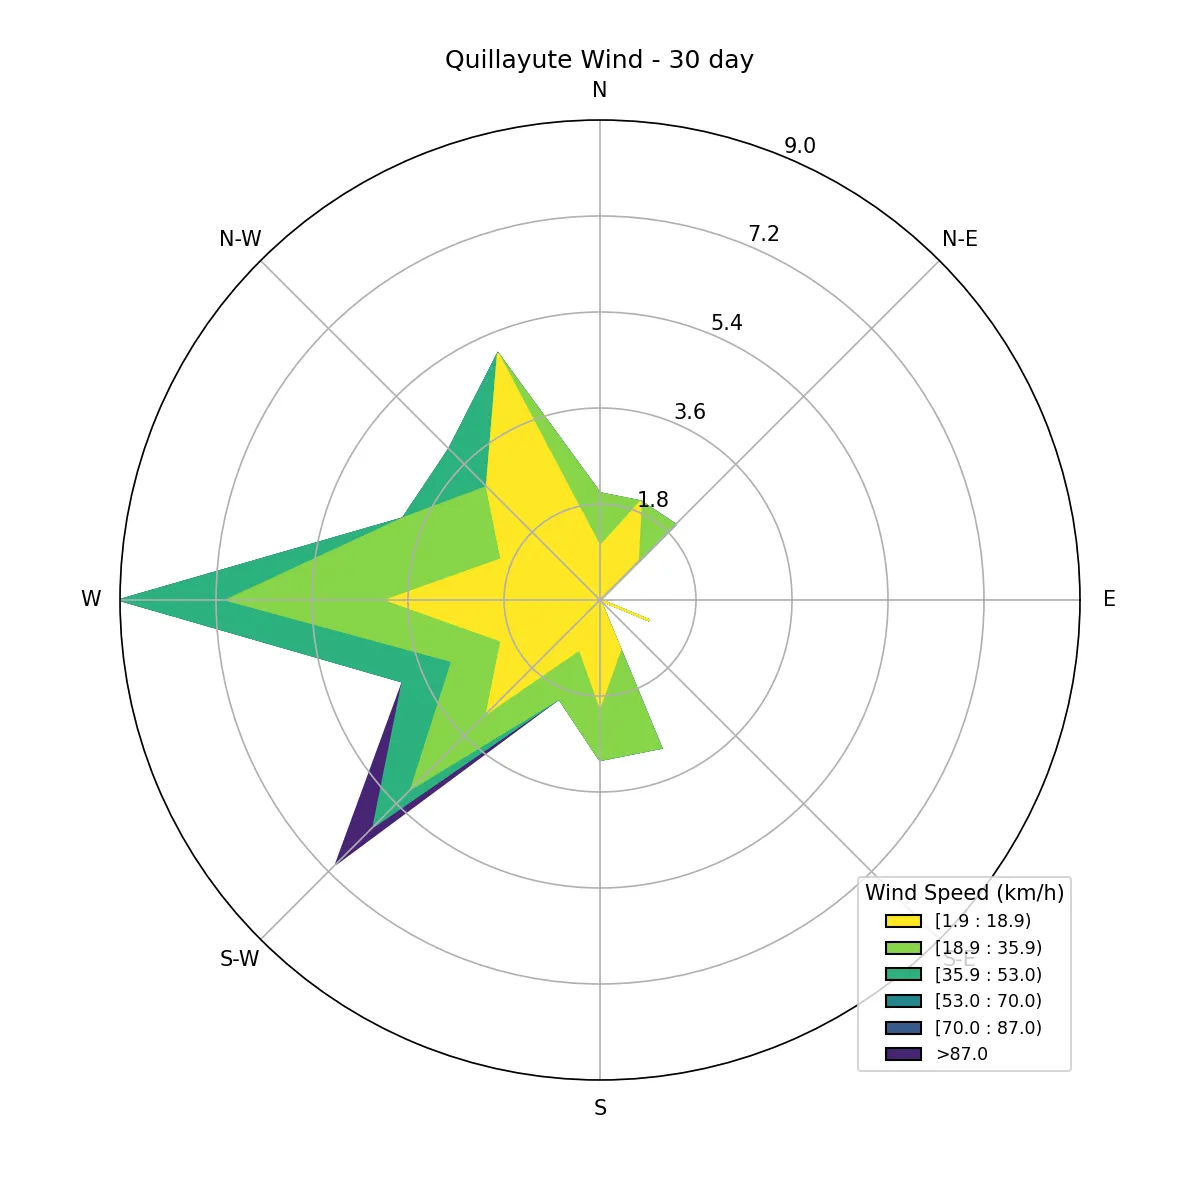 Quillayute Wind - 30 day
N
9.0
N-W
7.2
N-E
5.4
3.6
1.8
W
E
S-W
S-E
S
Wind Speed (km/h)
[1.9 : 18.9)
[18.9 : 35.9)
[35.9 : 53.0)
[53.0 : 70.0)
[70.0 : 87.0)
>87.0